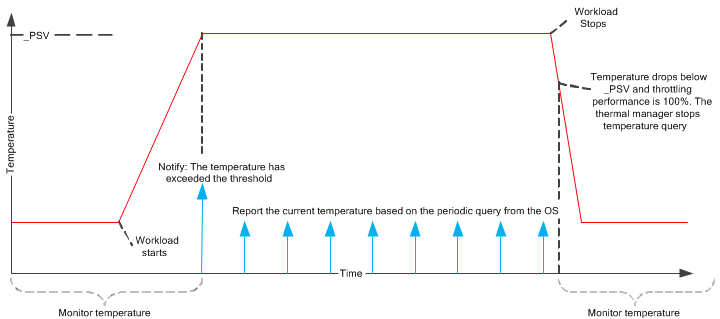 Workload
Stops
_PSV
Temperature drops below
_PSV and throttling
performance is 100%. The
thermal manager stops
temperature query
Temperature
Notify: The temperature has
exceeded the threshold
Report the current temperature based on the periodic query from the OS
Workload
starts
Time
Monitor temperature
Monitor temperature